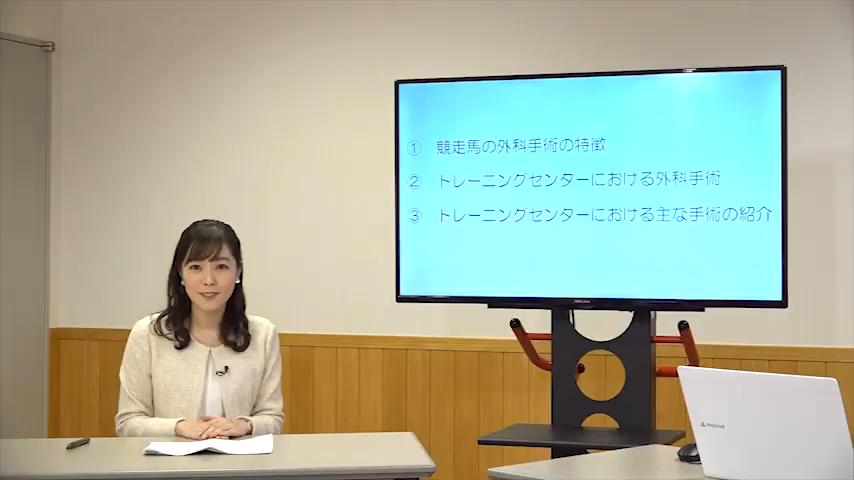 ① 競走馬の外科手術の特徴
② トレーニングセンターにおける外科手術
③ トレーニングセンターにおける主な手術の紹介
mouse